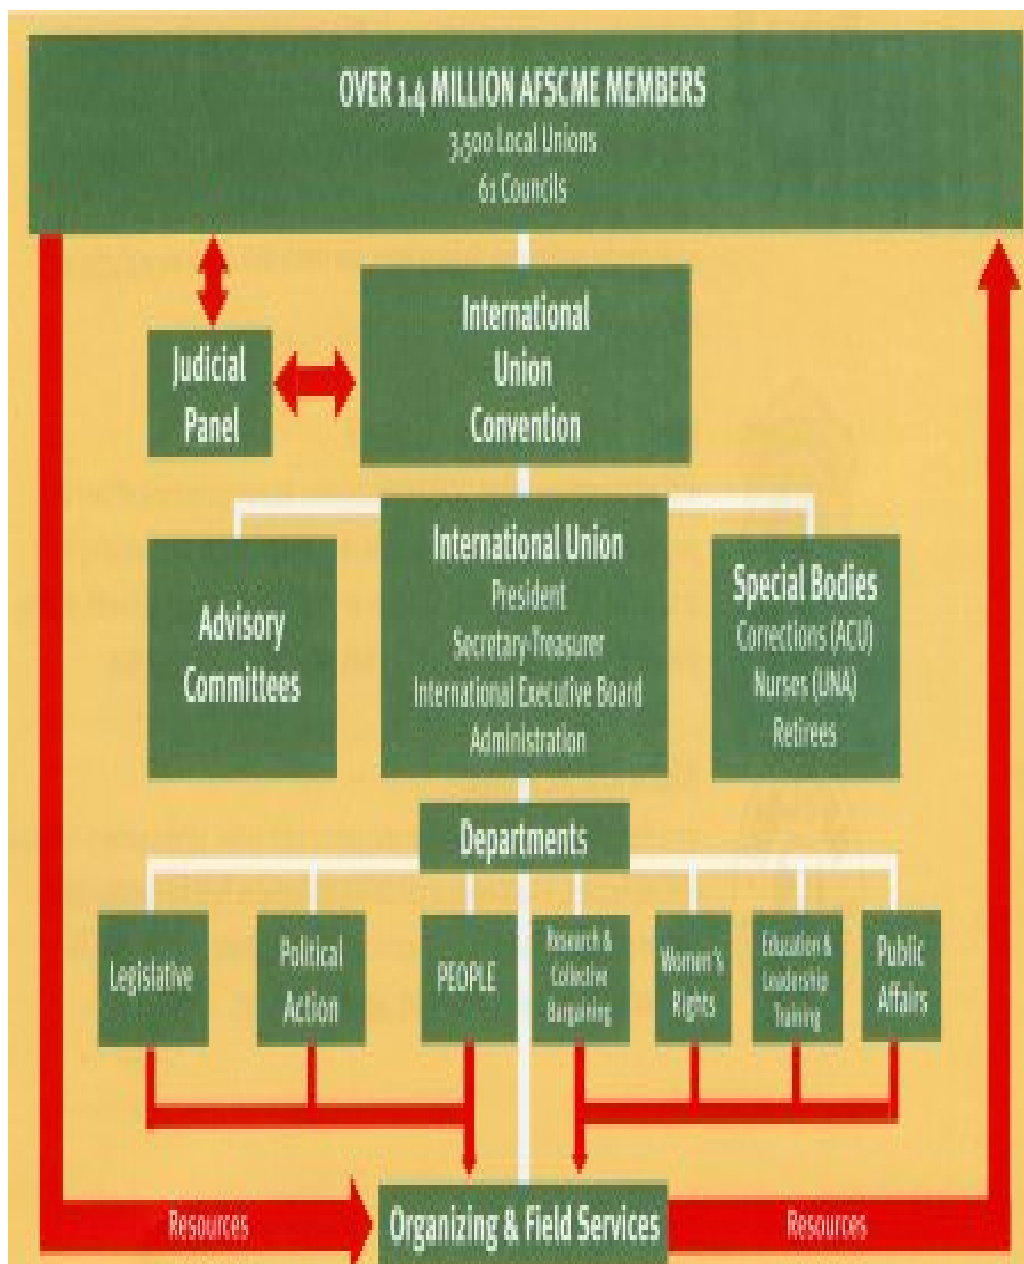 OVER 1.4 MILLION AFSCME MEMBERS
3,500 Local Unions
61 Councils
International
Union
Convention
Judicial
Panel
International Union
President
Secretary-Treasurer
International Executive Board
Administration
Advisory
Committees
Special Bodies
Corrections (ACU)
Nurses (UNA)
Retirees
Departments
Legislative
Political
Action
PEOPLE
Research &
Collective
Bargaining
Women's
Rights
Education &
Leadership
Training
Public
Affairs
Resources
Organizing & Field Services
Resources